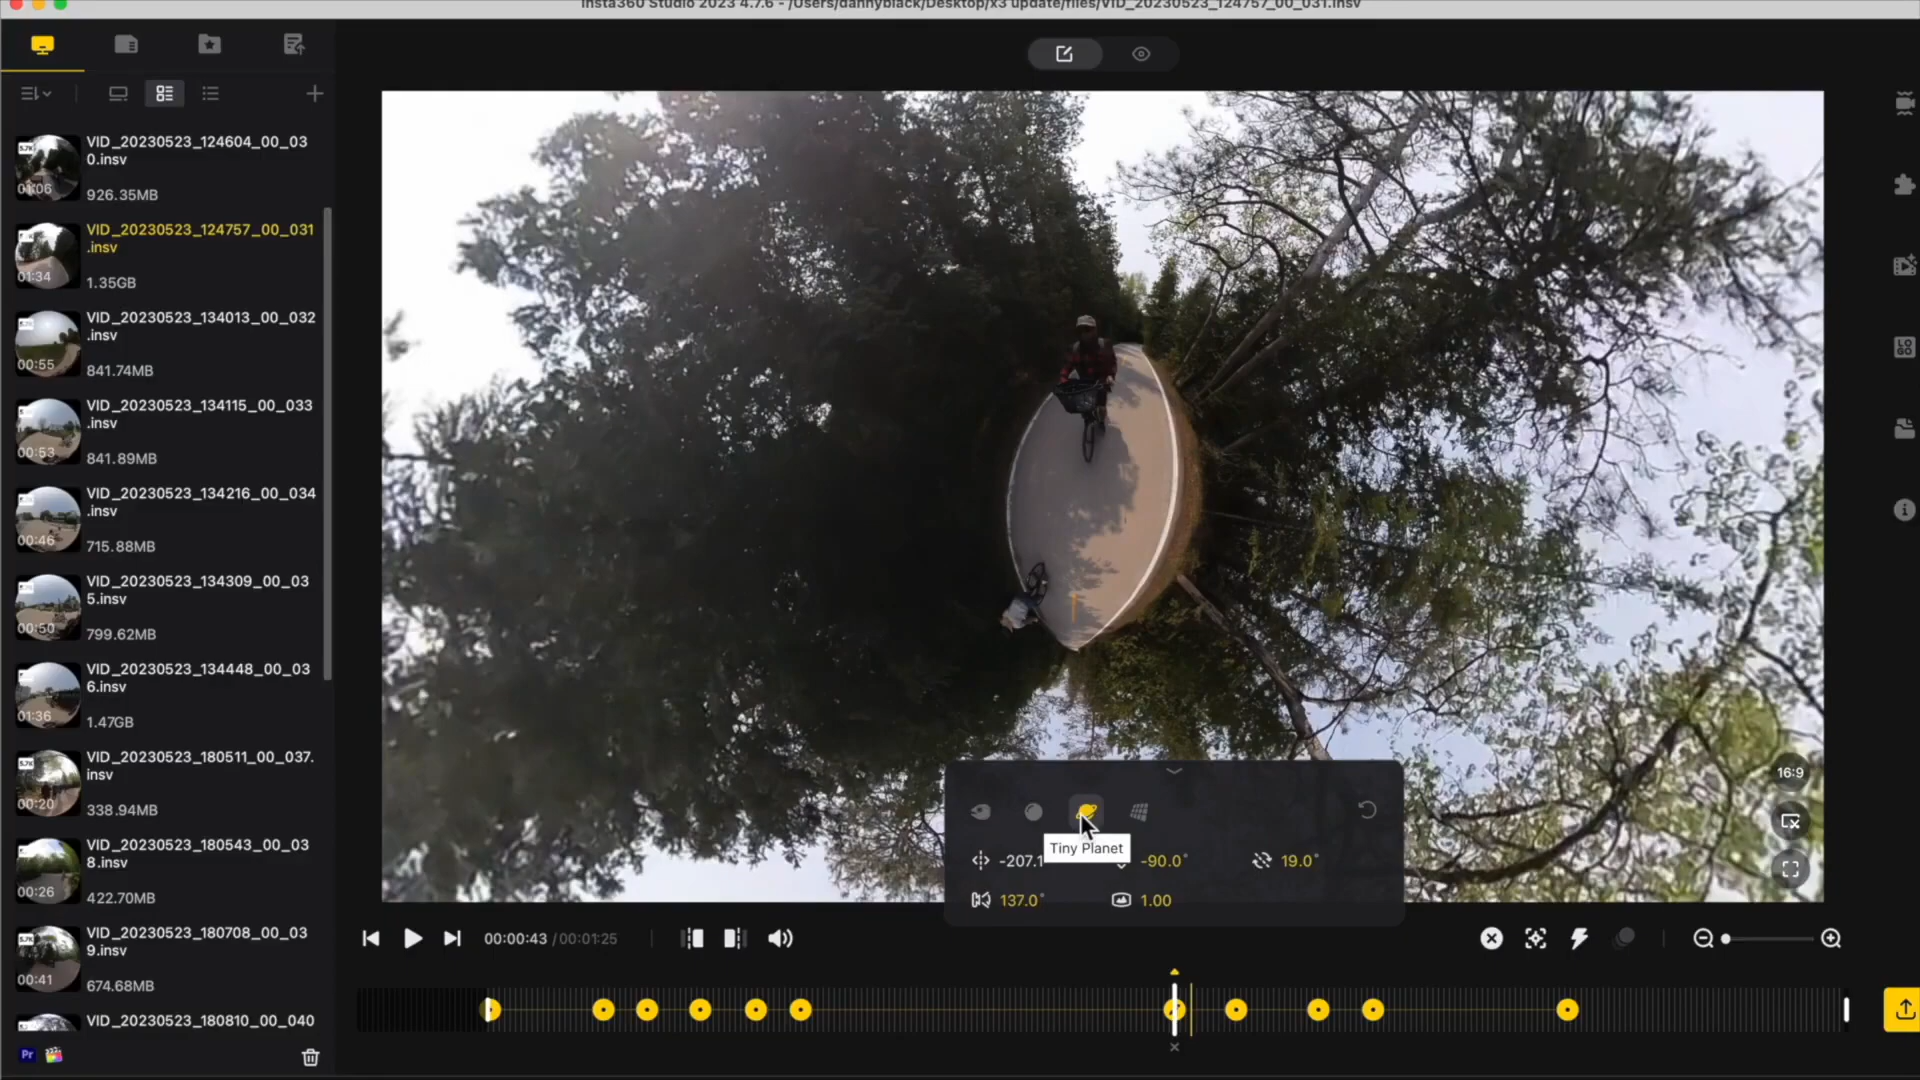 Insta360 Studio 2023 4.7.6 - /Users/dannyblack/Desktop/x3 update/files/VID_20230523_124757_00_031.insv
VID_20230523_124604_00_03
0.insv
01:06
926.35MB
VID_20230523_124757_00_031
.insv
01:34
1.35GB
VID_20230523_134013_00_032
.insv
00:55
841.74MB
VID_20230523_134115_00_033
.insv
00:53
841.89MB
VID_20230523_134216_00_034
.insv
00:46
715.88MB
VID_20230523_134309_00_03
5.insv
00:50
799.62MB
VID_20230523_134448_00_03
6.insv
01:36
1.47GB
VID_20230523_180511_00_037.
insv
00:20
338.94MB
VID_20230523_180543_00_03
8.insv
00:26
422.70MB
VID_20230523_180708_00_03
9.insv
00:41
674.68MB
VID_20230523_180810_00_040
Pr
LO
GO
16:9
Tiny Planet
-207.1
-90.0°
19.0°
137.0°
1.00
00:00:43 / 00:01:25